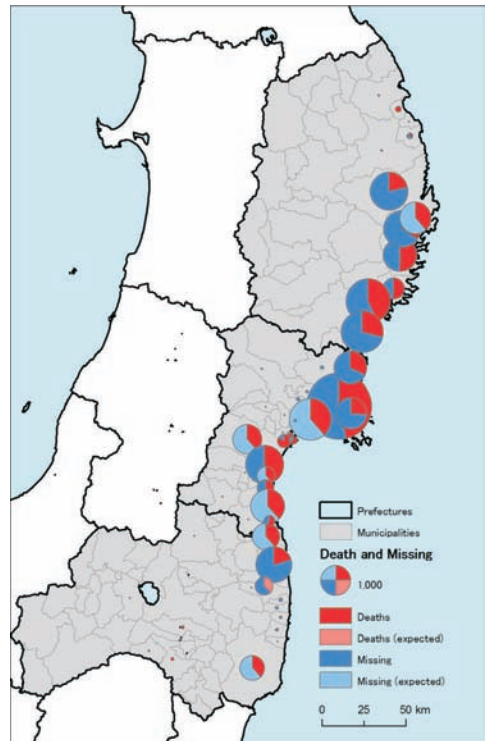 Prefectures
Municipalities
Death and Missing
1,000
Deaths
Deaths (expected)
Missing
Missing (expected)
0 25 50 km